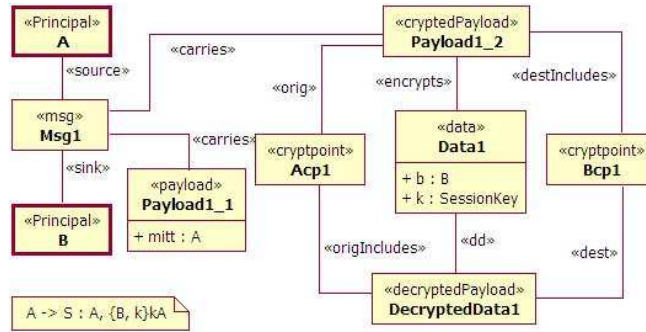 «Principal»
A
«source»
«msg»
Msg1
«sink»
«Principal»
B
«carries»
«carries»
«payload»
Payload1_1
+ mitt : A
«cryptedPayload»
Payload1_2
«orig»
«encrypts»
«destIncludes»
«cryptpoint»
Acp1
«data»
Data1
+ b : B
+ k : SessionKey
«cryptpoint»
Bcp1
«origIncludes»
«dd»
«dest»
«decryptedPayload»
DecryptedData1
A -> S : A, {B, k}kA